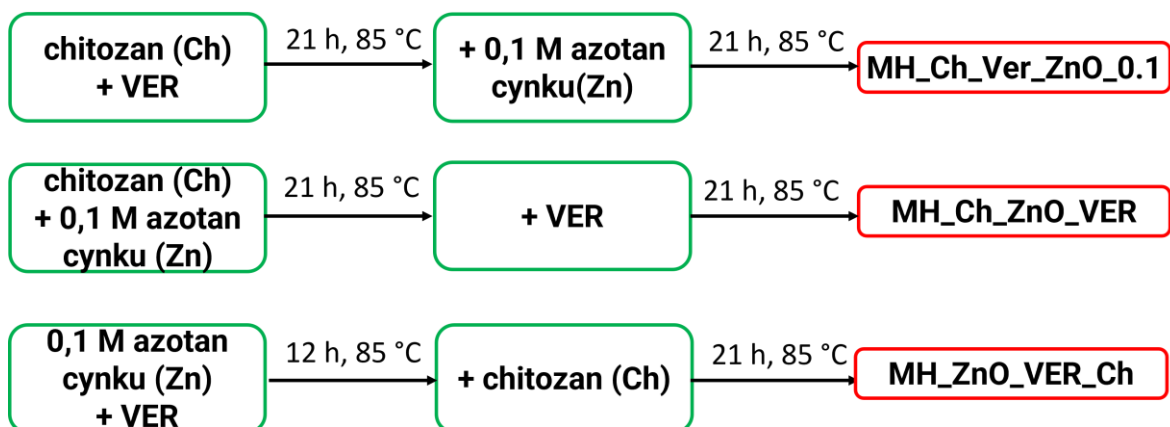 chitozan (Ch)
+ VER
21 h, 85 °C
+ 0,1 M azotan
cynku(Zn)
21 h, 85 °C
MH_Ch_Ver_ZnO_0.1
chitozan (Ch)
+ 0,1 M azotan
cynku (Zn)
21 h, 85 °C
+ VER
21 h, 85 °C
MH_Ch_ZnO_VER
0,1 M azotan
cynku (Zn)
+ VER
12 h, 85 °C
+ chitozan (Ch)
21 h, 85 °C
MH_ZnO_VER_Ch